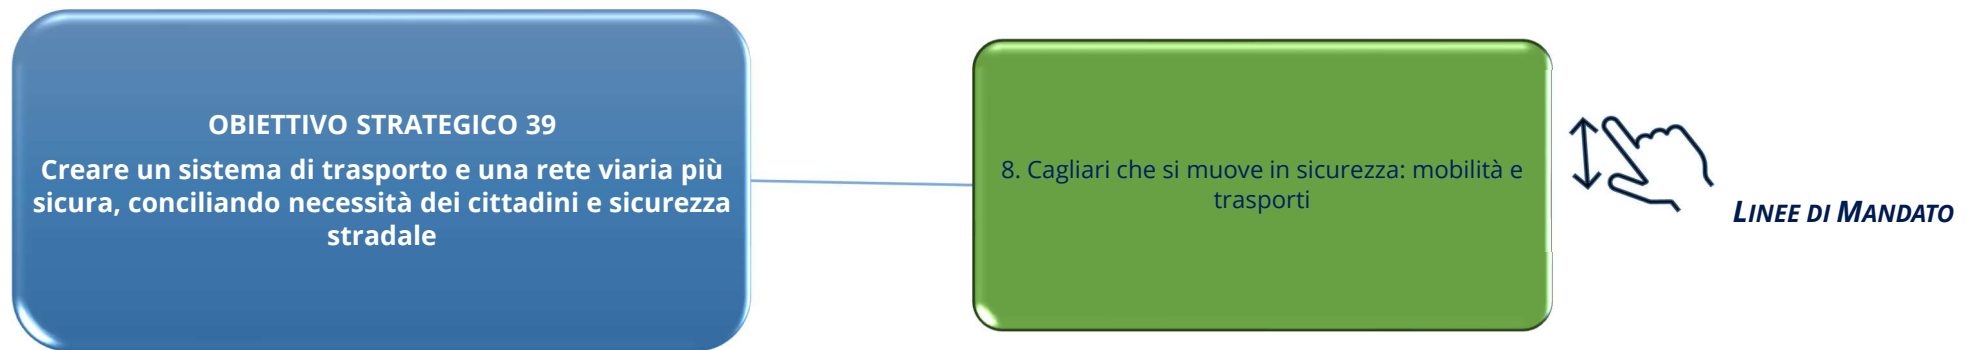 OBIETTIVO STRATEGICO 39
Creare un sistema di trasporto e una rete viaria più
sicura, conciliando necessità dei cittadini e sicurezza
stradale
8. Cagliari che si muove in sicurezza: mobilità e
trasporti
LINEE DI MANDATO